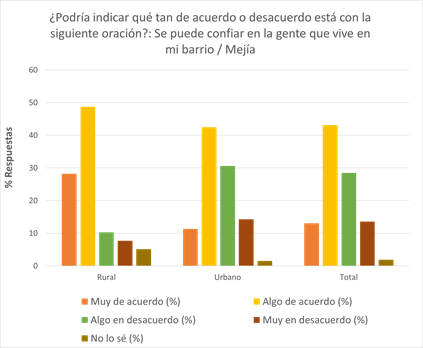 ¿Podría indicar qué tan de acuerdo o desacuerdo está con la
siguiente oración?: Se puede confiar en la gente que vive en
mi barrio / Mejía
% Respuestas
60
50
40
30
20
10
0
Rural Urbano Total
Muy de acuerdo (%) Algo de acuerdo (%)
Algo en desacuerdo (%) Muy en desacuerdo (%)
No lo sé (%)